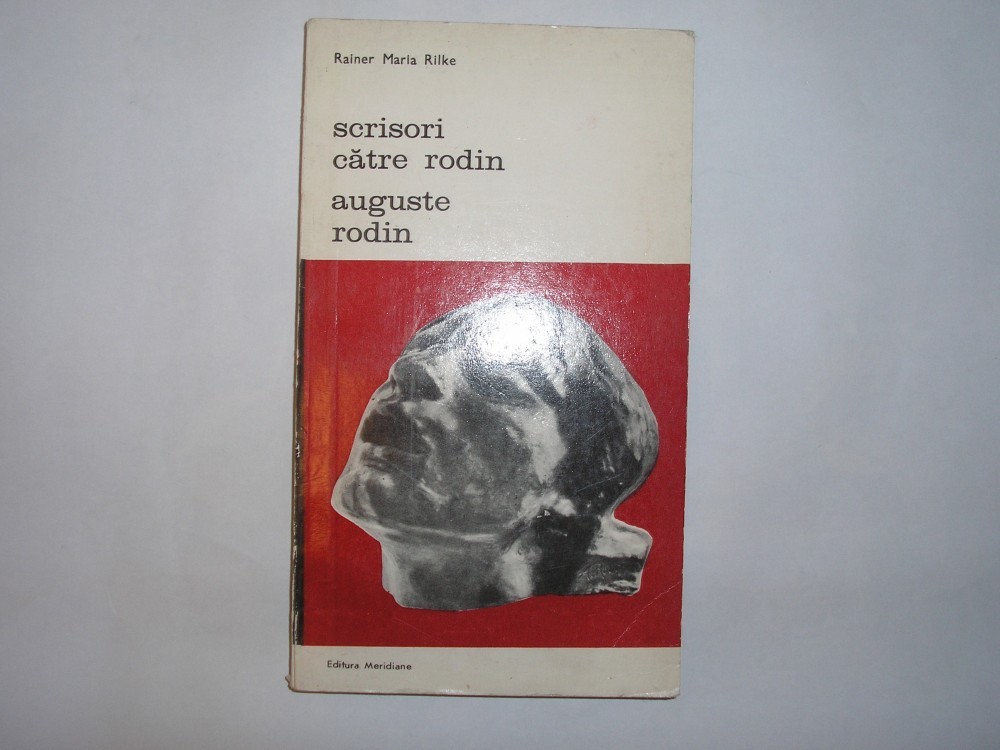 Rainer Maria Rilke
scrisori
către rodin
auguste
rodin
Editura Meridiane